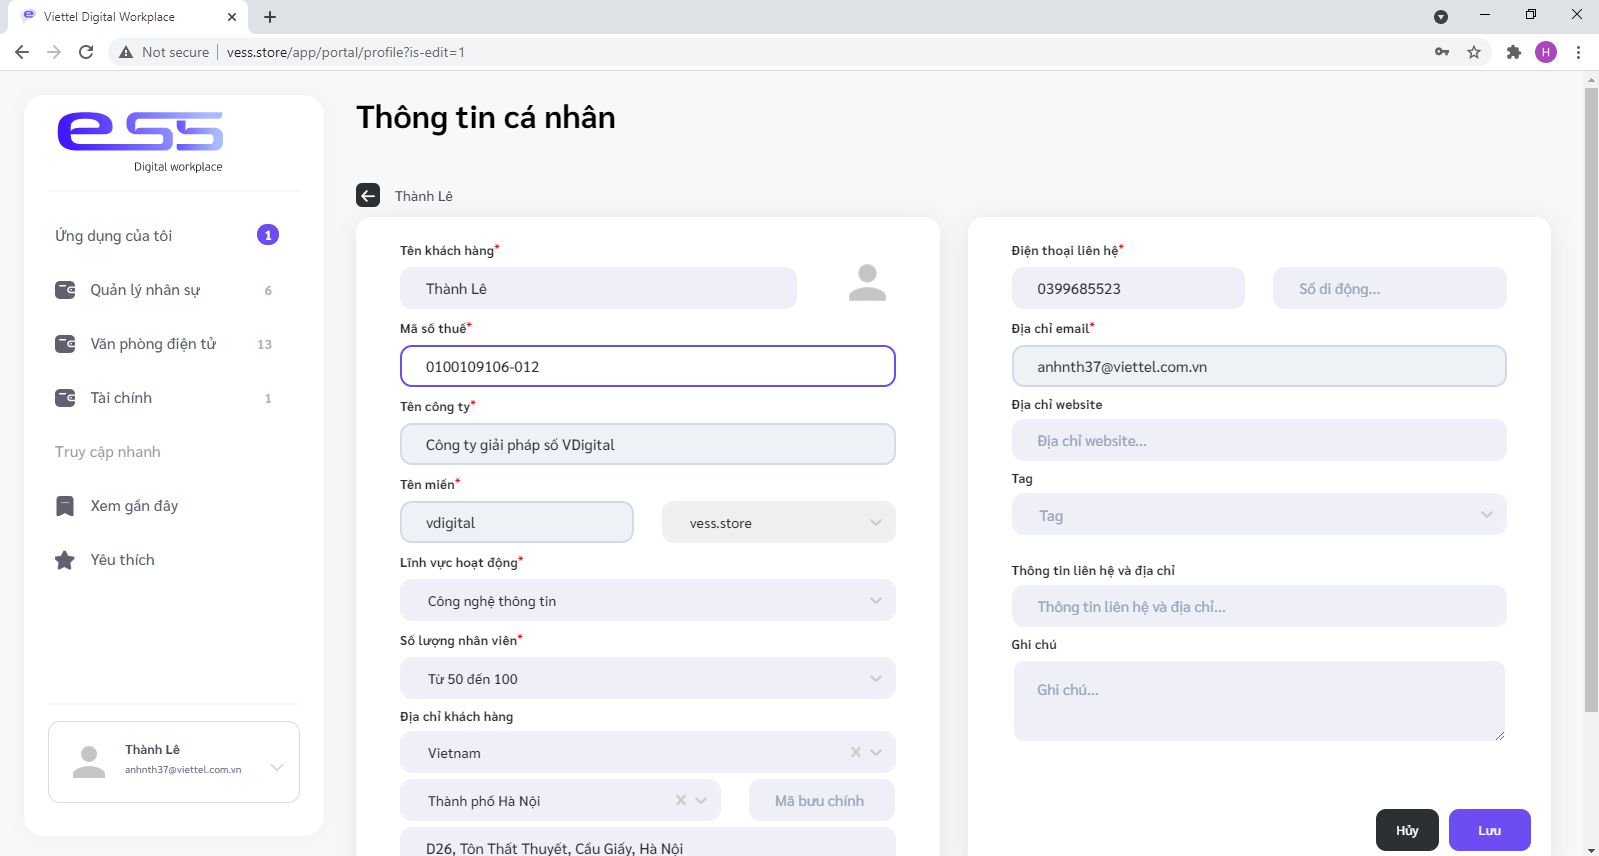 Viettel Digital Workplace
Not secure
vess.store/app/portal/profile?is-edit=1
H
ess
Digital workplace
Ứng dụng của tôi 1
Quản lý nhân sự 6
Văn phòng điện tử 13
Tài chính 1
Truy cập nhanh
Xem gần đây
Yêu thích
Thành Lê
anhnth37@viettel.com.vn
Thông tin cá nhân
Thành Lê
Tên khách hàng*
Thành Lê
Mã số thuế*
0100109106-012
Tên công ty*
Công ty giải pháp số VDigital
Tên miền*
vdigital vess.store
Lĩnh vực hoạt động*
Công nghệ thông tin
Số lượng nhân viên*
Từ 50 đến 100
Địa chỉ khách hàng
Vietnam
Thành phố Hà Nội Mã bưu chính
D26, Tôn Thất Thuyết, Cầu Giấy, Hà Nội
Điện thoại liên hệ*
0399685523 Số di động...
Địa chỉ email*
anhnth37@viettel.com.vn
Địa chỉ website
Địa chỉ website...
Tag
Tag
Thông tin liên hệ và địa chỉ
Thông tin liên hệ và địa chỉ...
Ghi chú
Ghi chú...
Hủy Lưu